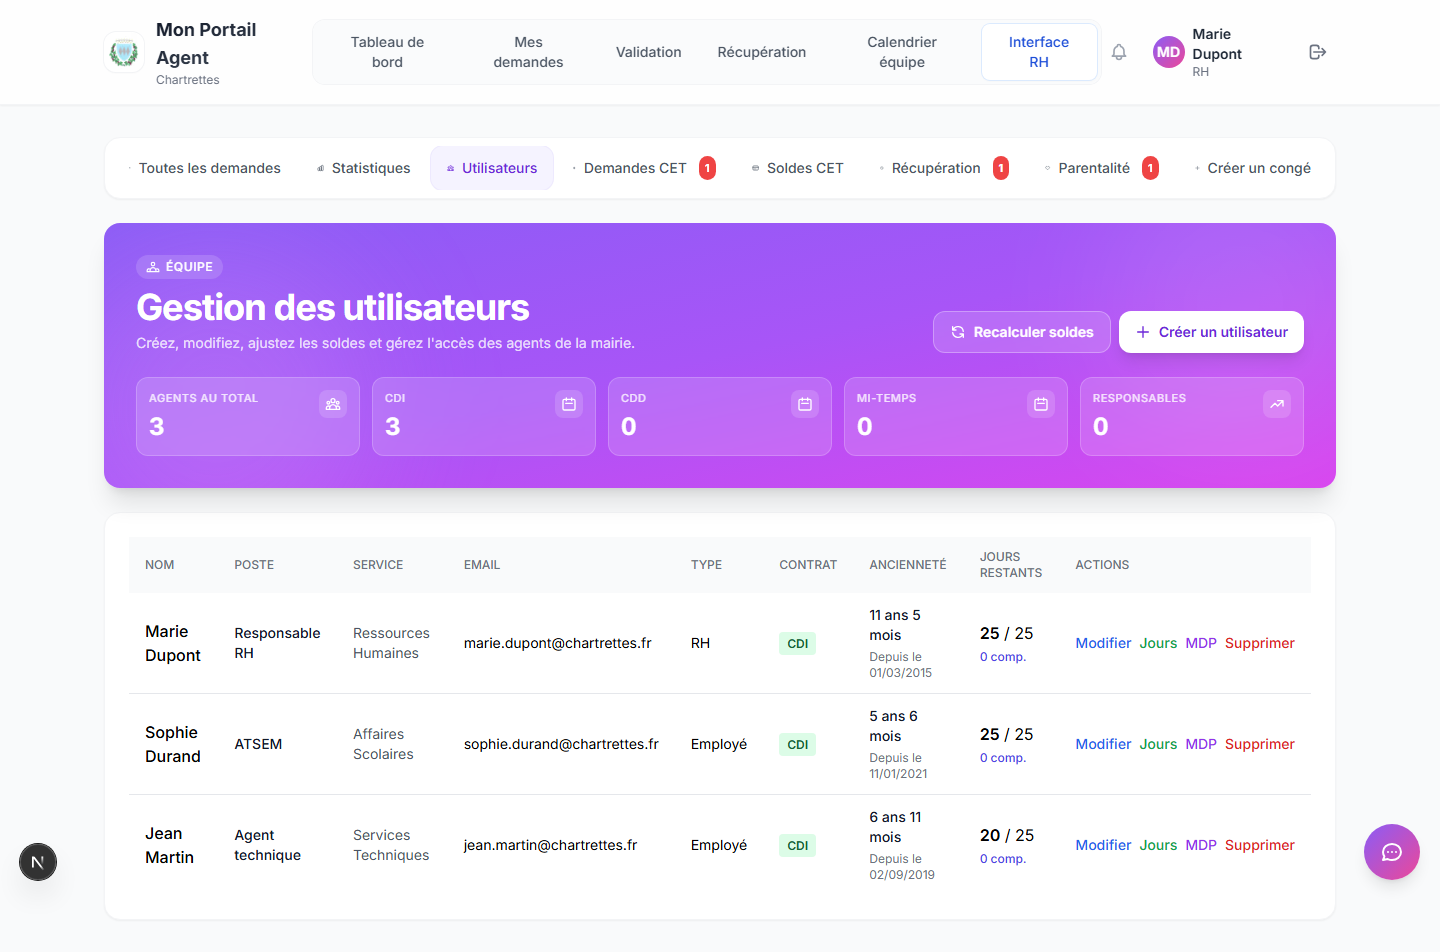 Mon Portail
Agent
Chartrettes
Tableau de
bord
Mes
demandes
Validation
Récupération
Calendrier
équipe
Interface
RH
MD
Marie
Dupont
RH
Toutes les demandes
Statistiques
Utilisateurs
Demandes CET 1
Soldes CET
Récupération 1
Parentalité 1
Créer un congé
ÉQUIPE
Gestion des utilisateurs
Créez, modifiez, ajustez les soldes et gérez l'accès des agents de la mairie.
Recalculer soldes
Créer un utilisateur
AGENTS AU TOTAL
3
CDI
3
CDD
0
MI-TEMPS
0
RESPONSABLES
0
NOM
POSTE
SERVICE
EMAIL
TYPE
CONTRAT
ANCIENNETÉ
JOURS
RESTANTS
ACTIONS
Marie
Dupont
Responsable
RH
Ressources
Humaines
marie.dupont@chartrettes.fr
RH
CDI
11 ans 5
mois
Depuis le
01/03/2015
25 / 25
0 comp.
Modifier Jours MDP Supprimer
Sophie
Durand
ATSEM
Affaires
Scolaires
sophie.durand@chartrettes.fr
Employé
CDI
5 ans 6
mois
Depuis le
11/01/2021
25 / 25
0 comp.
Modifier Jours MDP Supprimer
Jean
Martin
Agent
technique
Services
Techniques
jean.martin@chartrettes.fr
Employé
CDI
6 ans 11
mois
Depuis le
02/09/2019
20 / 25
0 comp.
Modifier Jours MDP Supprimer
N